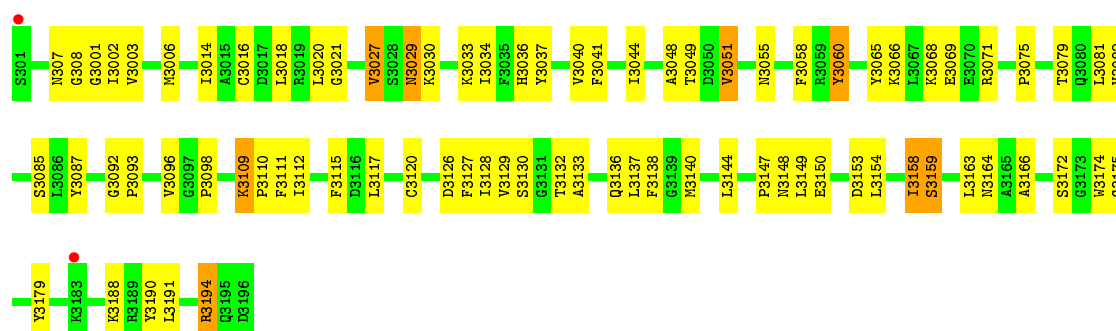 S301 N307 G308 G3001 I3002 V3003 M3006 I3014 A3015 C3016 D3017 L3018 R3019 L3020 G3021 V3027 S3028 N3029 K3030 K3033 I3034 F3035 H3036 Y3037 V3040 F3041 I3044 A3048 T3049 D3050 V3051 N3055 F3058 R3059 Y3060 Y3065 K3066 L3067 K3068 E3069 E3070 R3071 P3075 T3079 Q3080 L3081
S3085 L3086 Y3087 G3092 P3093 V3096 G3097 P3098 K3109 P3110 F3111 I3112 F3115 D3116 L3117 C3120 D3126 F3127 I3128 V3129 S3130 G3131 T3132 A3133 Q3136 L3137 F3138 G3139 M3140 L3144 P3147 N3148 L3149 E3150 D3153 L3154 I3158 S3159 L3163 N3164 A3165 A3166 S3172 G3173 W3174
Y3179 K3183 K3188 R3189 Y3190 L3191 R3194 Q3195 D3196